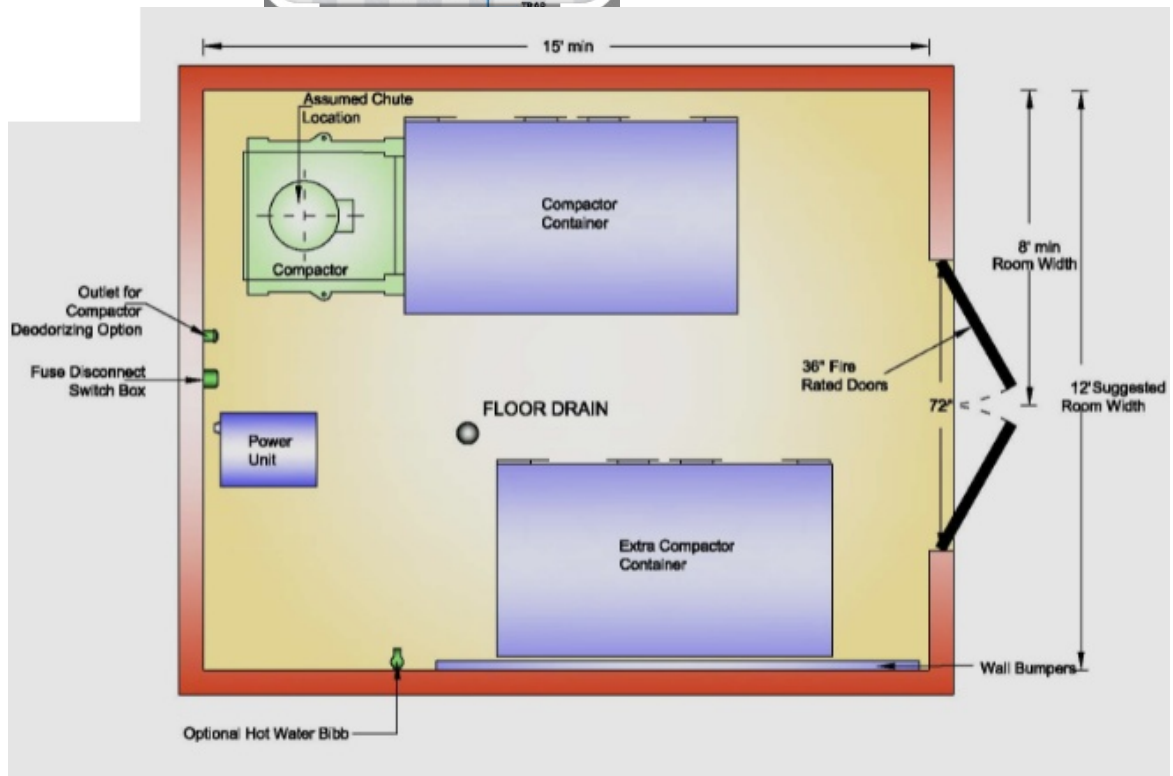 TRAP
15' min
Assumed Chute
Location
Compactor
Container
Compactor
8' min
Room Width
Outlet for
Compactor
Deodorizing Option
Fuse Disconnect
Switch Box
36" Fire
Rated Doors
72"
12' Suggested
Room Width
FLOOR DRAIN
Power
Unit
Extra Compactor
Container
Wall Bumpers
Optional Hot Water Bibb